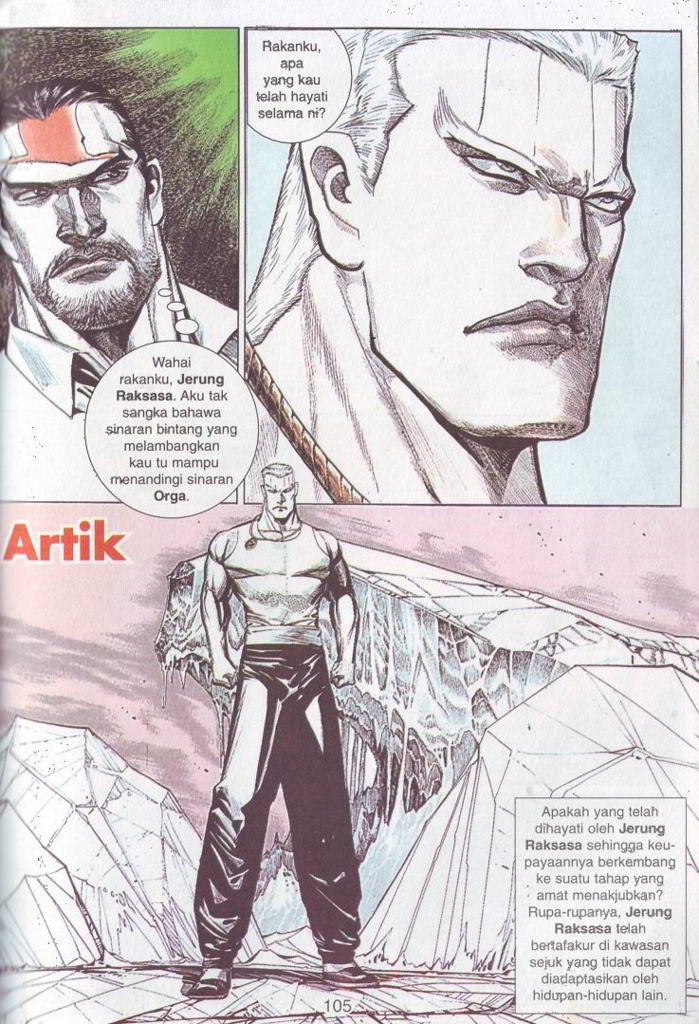 Rakanku,
apa
yang kau
telah hayati
selama ni?
Wahai
rakanku, Jerung
Raksasa. Aku tak
sangka bahawa
sinaran bintang yang
melambangkan
kau tu mampu
menandingi sinaran
Orga.
Artik
Apakah yang telah
dihayati oleh Jerung
Raksasa sehingga keu-
payaannya berkembang
ke suatu tahap yang
amat menakjubkan?
Rupa-rupanya, Jerung
Raksasa telah
bertafakur di kawasan
sejuk yang tidak dapat
diadaptasikan oleh
hidupan-hidupan lain.
105